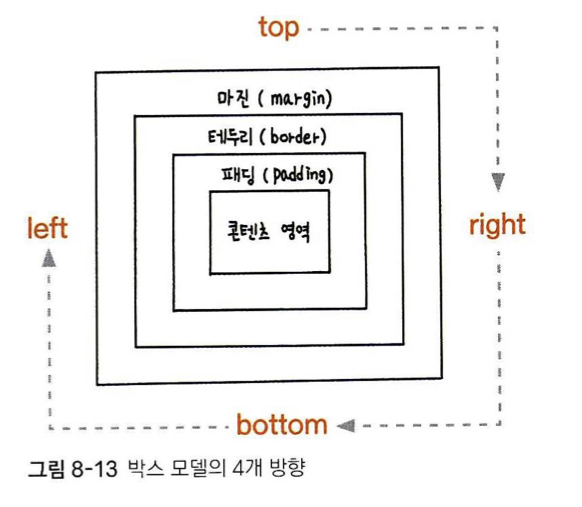 top
마진 ( margin)
테두리 ( border)
패딩 ( padding)
콘텐츠 영역
left
right
bottom
그림 8-13 박스 모델의 4개 방향